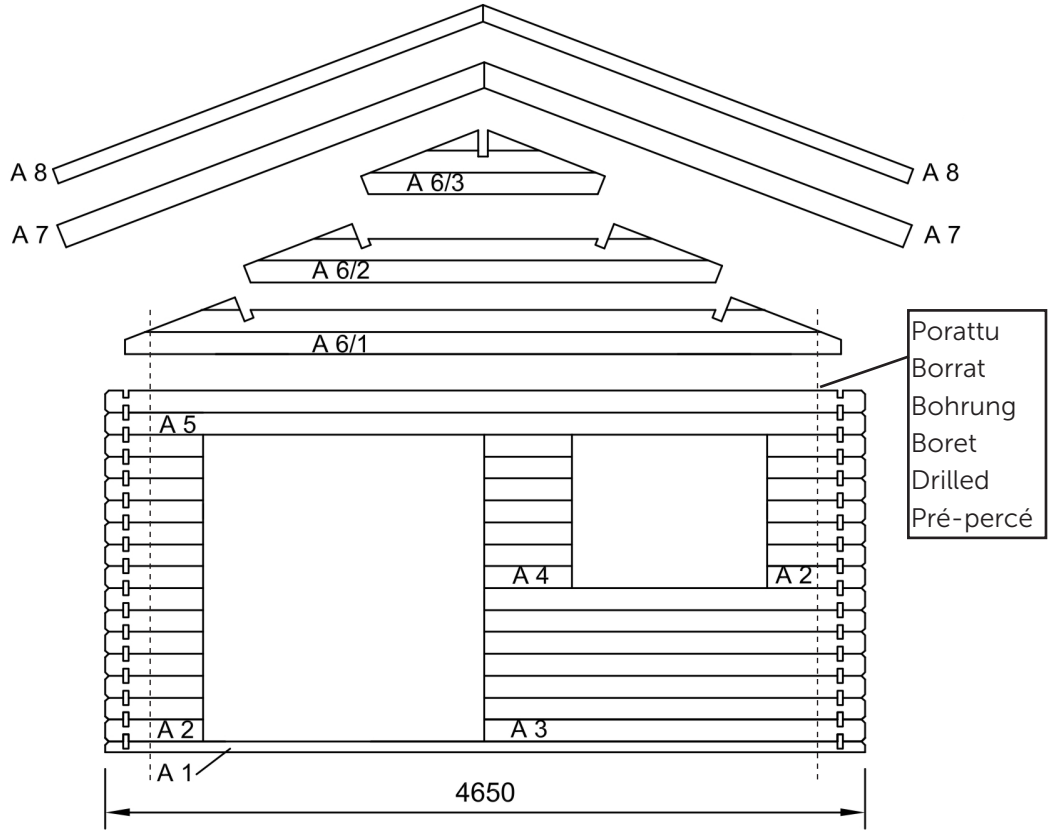 A 8
A 8
A 6/3
A 7
A 7
A 6/2
A 6/1
Porattu
Borrat
Bohrung
Boret
Drilled
Pré-percé
A 5
A 4
A 2
A 2
A 3
A 1
4650